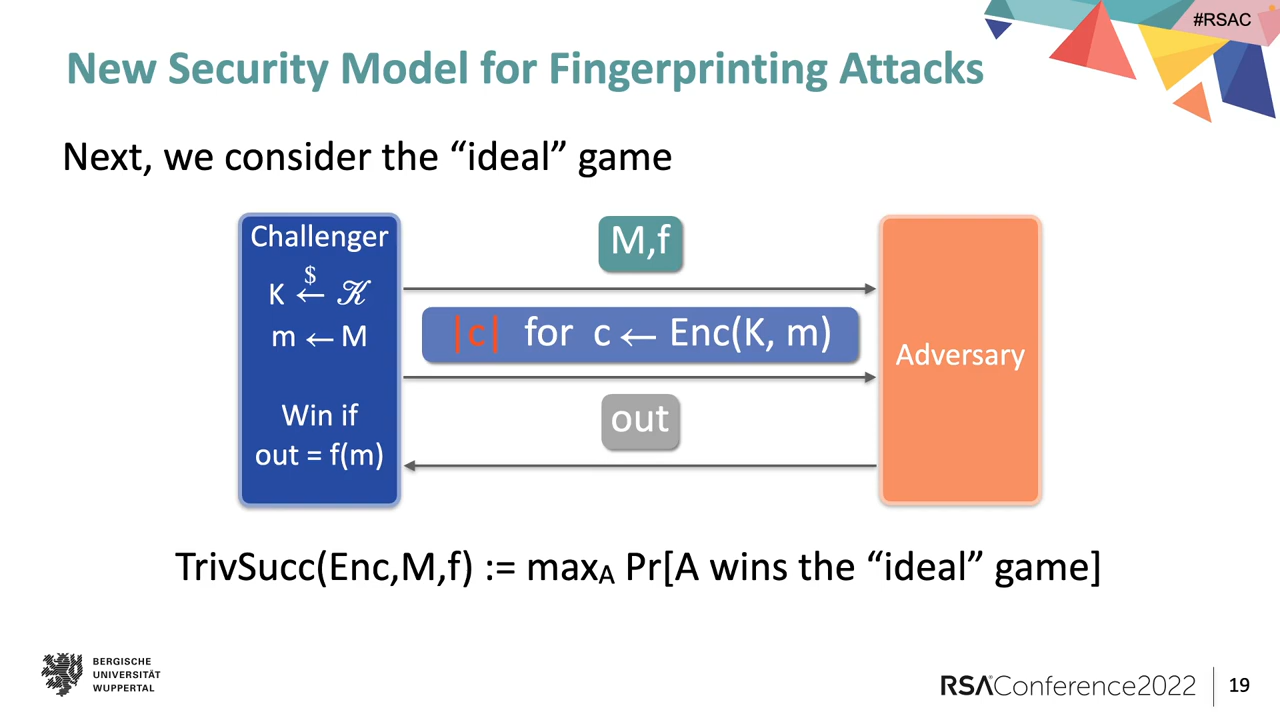 #RSAC
New Security Model for Fingerprinting Attacks
Next, we consider the “ideal” game
Challenger
K $← 𝒦
m ← M
Win if
out = f(m)
M,f
|c| for c ← Enc(K, m)
out
Adversary
TrivSucc(Enc,M,f) := maxA Pr[A wins the “ideal” game]
BERGISCHE
UNIVERSITÄT
WUPPERTAL
RSAConference2022
19